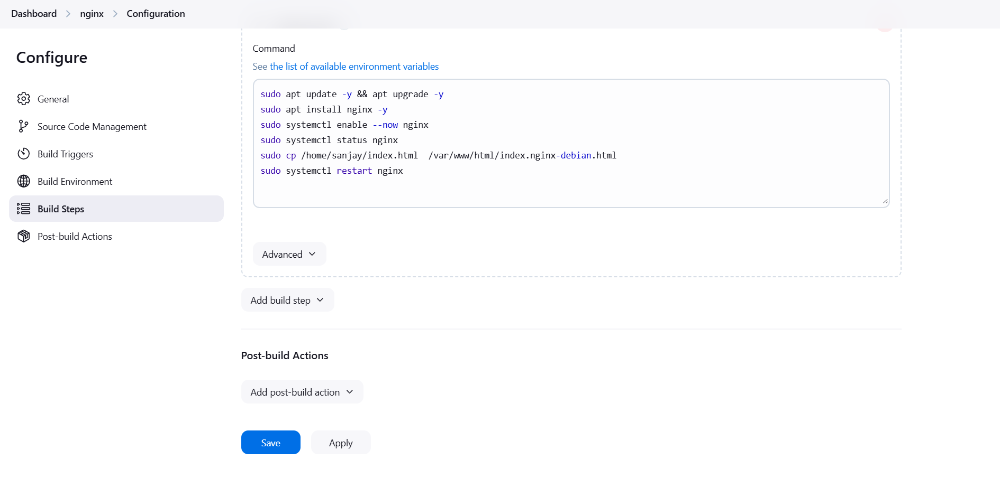 Dashboard > nginx > Configuration
Configure
General
Source Code Management
Build Triggers
Build Environment
Build Steps
Post-build Actions
Command
See the list of available environment variables
sudo apt update -y && apt upgrade -y
sudo apt install nginx -y
sudo systemctl enable --now nginx
sudo systemctl status nginx
sudo cp /home/sanjay/index.html  /var/www/html/index.nginx-debian.html
sudo systemctl restart nginx
Advanced
Add build step
Post-build Actions
Add post-build action
Save Apply